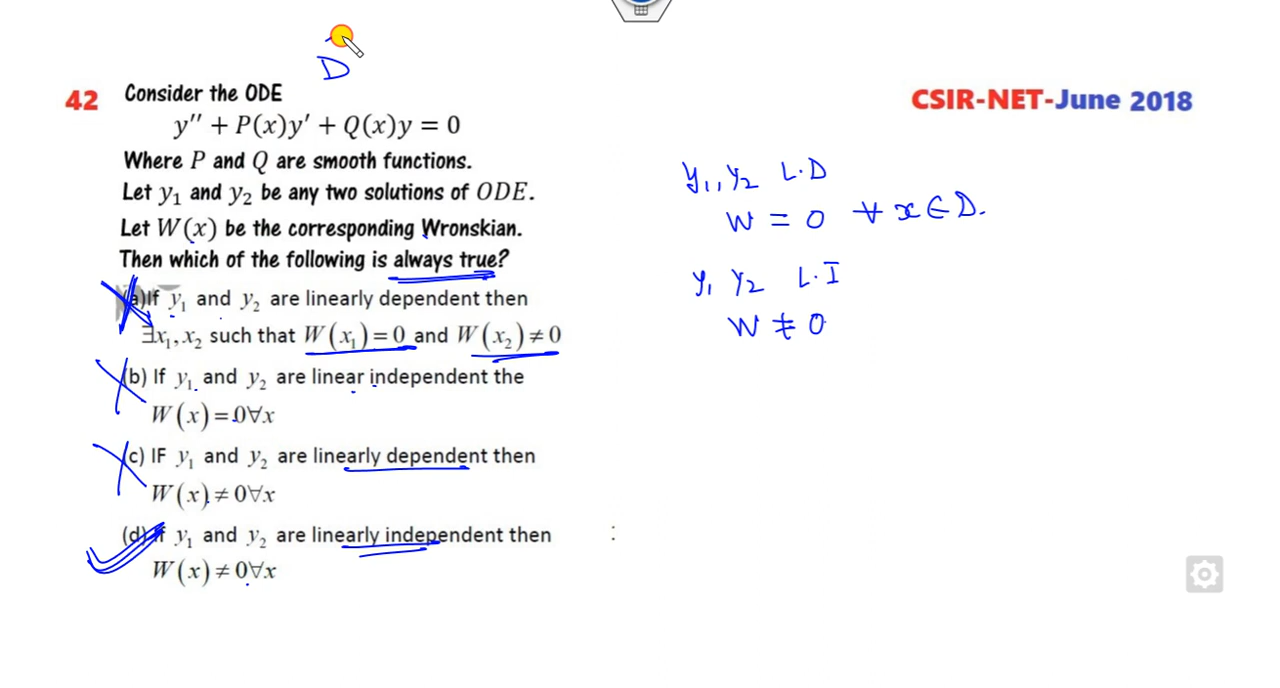 D
42 Consider the ODE
CSIR-NET-June 2018
y'' + P(x)y' + Q(x)y = 0
Where P and Q are smooth functions.
Let y₁ and y₂ be any two solutions of ODE.
Let W(x) be the corresponding Wronskian.
Then which of the following is always true?
(a)If y₁ and y₂ are linearly dependent then
∃x₁,x₂ such that W(x₁)=0 and W(x₂)≠0
(b) If y₁ and y₂ are linear independent the
W(x)=0∀x
(c) IF y₁ and y₂ are linearly dependent then
W(x)≠0∀x
(d) If y₁ and y₂ are linearly independent then
W(x)≠0∀x
:
y₁, y₂ L.D
W = 0 ∀ x ∈ D.
y₁ y₂ L.I
W ≠ 0